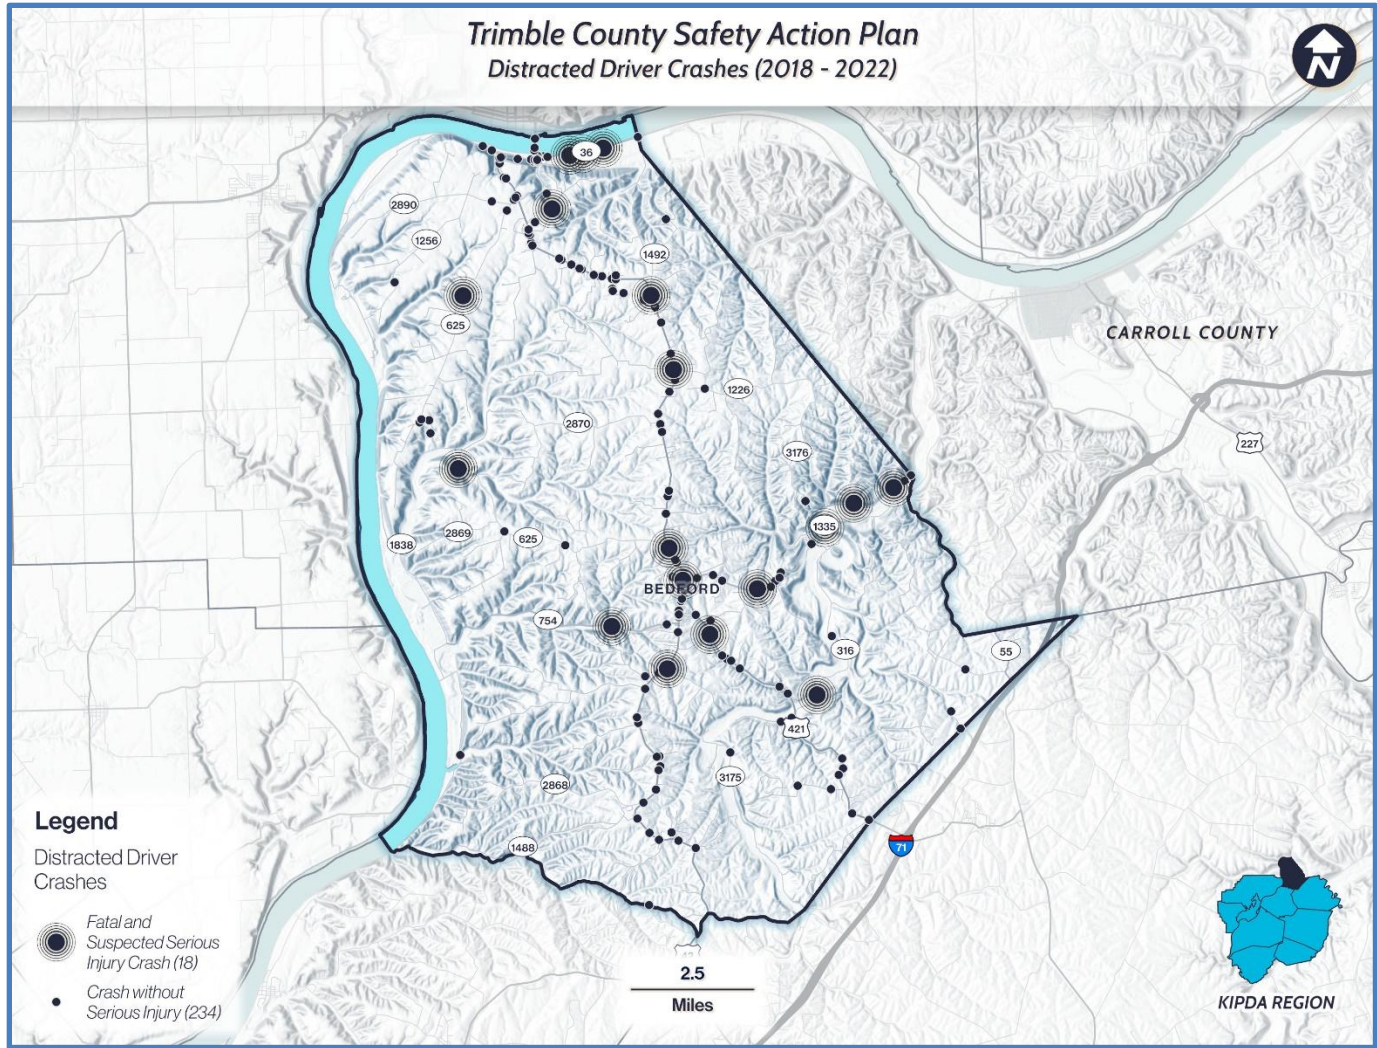 Trimble County Safety Action Plan
Distracted Driver Crashes (2018 - 2022)
N
36
2890
1256
1492
625
CARROLL COUNTY
1226
2870
227
3176
1335
2869
625
1838
BEDFORD
754
316
55
421
3175
2868
1488
71
Legend
Distracted Driver
Crashes
Fatal and
Suspected Serious
Injury Crash (18)
Crash without
Serious Injury (234)
2.5
Miles
KIPDA REGION